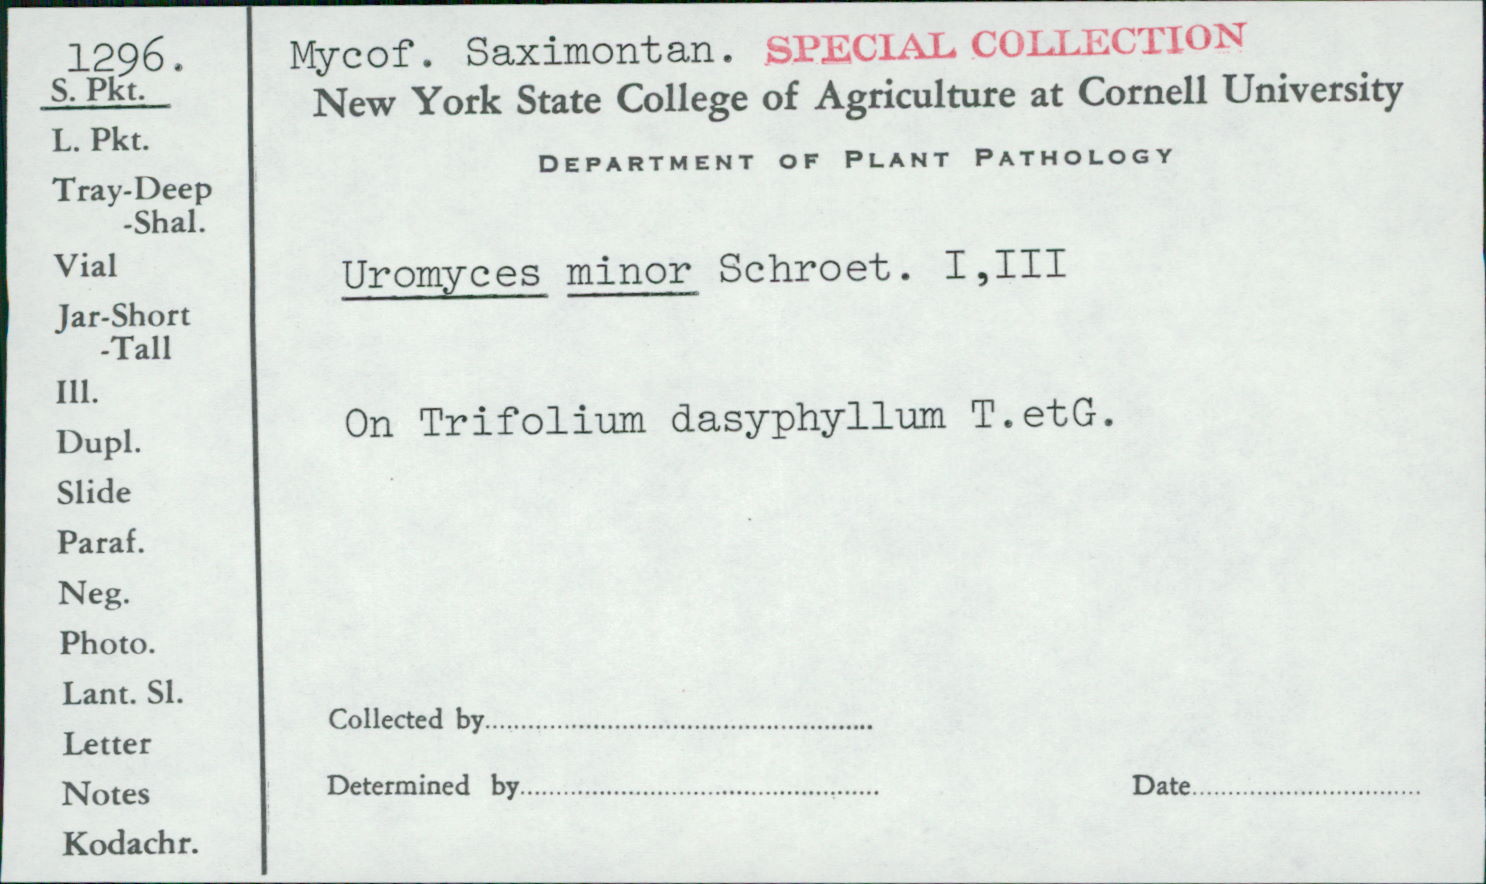 1296.
S. Pkt.
L. Pkt.
Tray-Deep
-Shal.
Vial
Jar-Short
-Tall
Ill.
Dupl.
Slide
Paraf.
Neg.
Photo.
Lant. Sl.
Letter
Notes
Kodachr.
Mycof. Saximontan. SPECIAL COLLECTION
New York State College of Agriculture at Cornell University
DEPARTMENT OF PLANT PATHOLOGY
Uromyces minor Schroet. I,III
On Trifolium dasyphyllum T.etG.
Collected by
Determined by Date